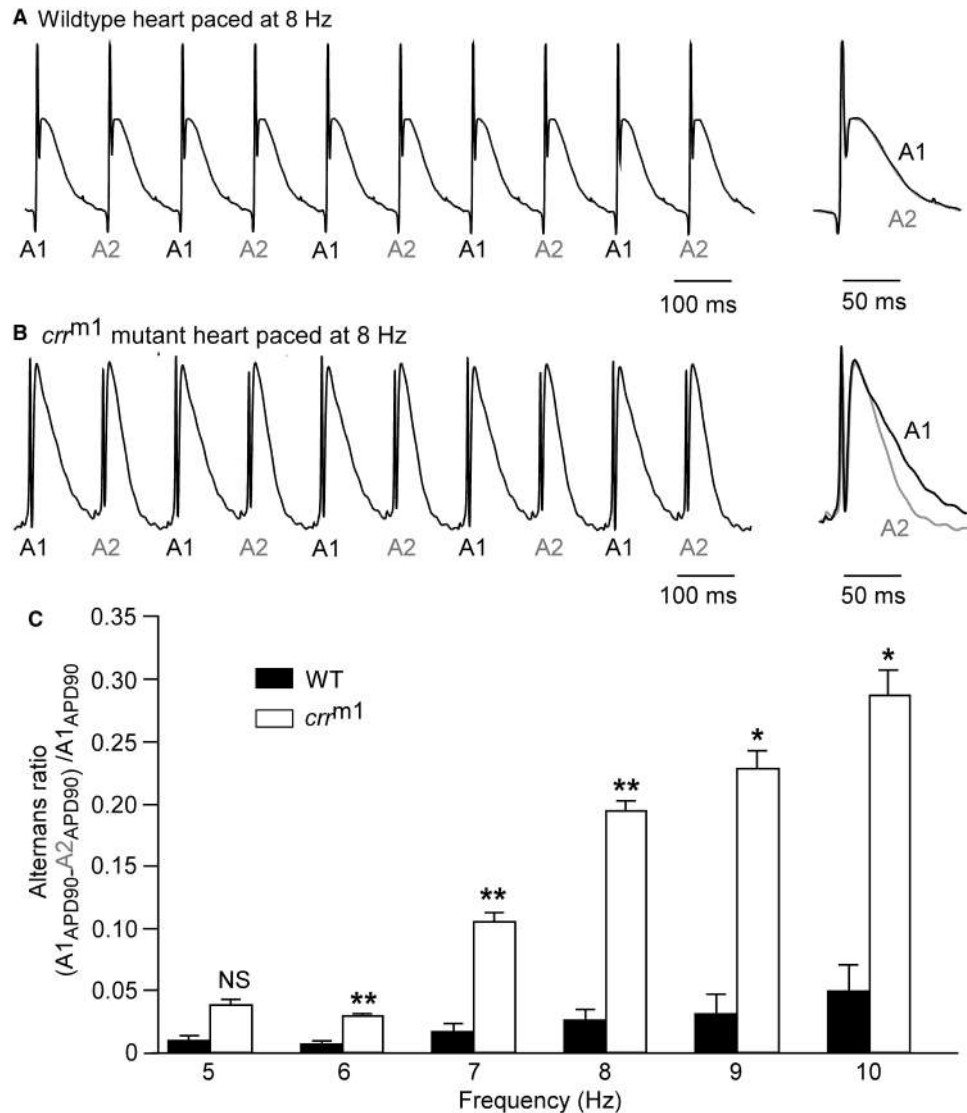 A Wildtype heart paced at 8 Hz
A1
A2
A1 A2 A1 A2 A1 A2 A1 A2 A1 A2
100 ms 50 ms
B crrm1 mutant heart paced at 8 Hz
A1
A2
A1 A2 A1 A2 A1 A2 A1 A2 A1 A2
100 ms 50 ms
C
0.35
0.30
0.25
0.20
0.15
0.10
0.05
0
Alternans ratio
(A1APD90-A2APD90) /A1APD90
WT
crrm1
NS ** ** ** * *
5 6 7 8 9 10
Frequency (Hz)